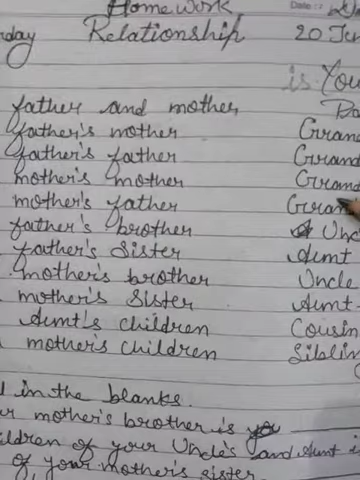 Home Work
Date:
Relationship 20 Jun
is You
father and mother
father's mother Grand
father's father Grand
mother's mother Grand
mother's father Gran
father's brother Unc
father's Sister Aunt
mother's brother Uncle
mother's Sister Aunt
Aunt's children Cousin
mother's children Siblin
in the blanks.
mother's brother is you
of your Uncle's and Aunt i
of your mother's sister